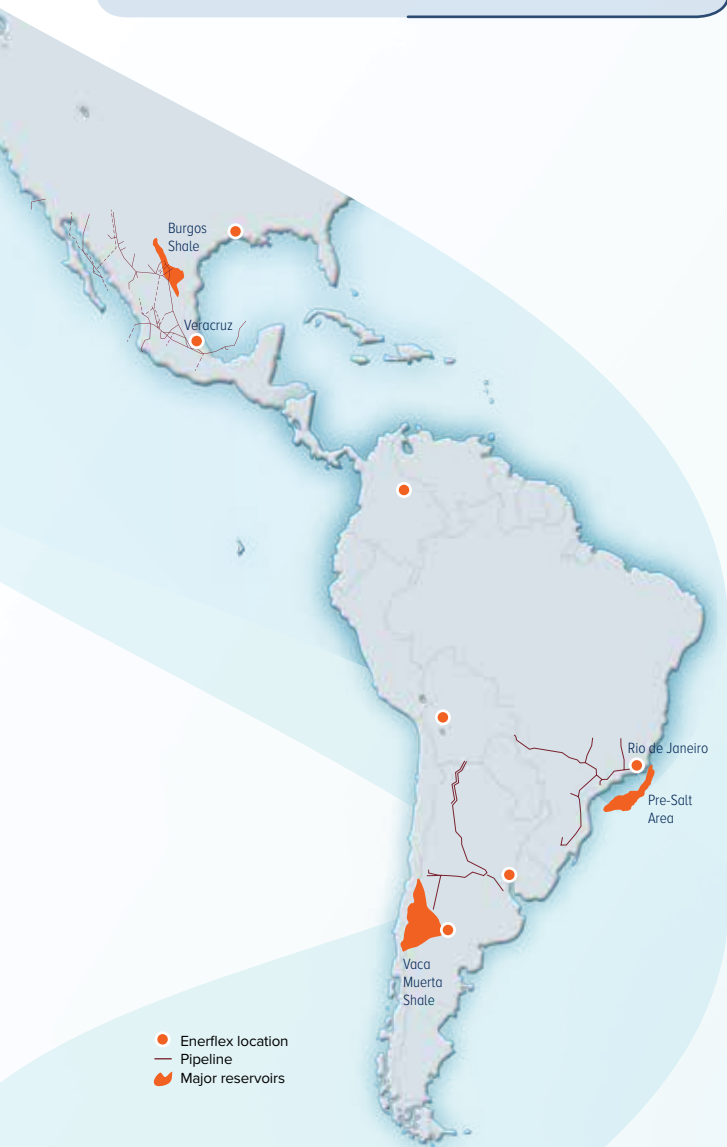 Burgos
Shale
Veracruz
Rio de Janeiro
Pre-Salt
Area
Vaca
Muerta
Shale
Enerflex location
Pipeline
Major reservoirs